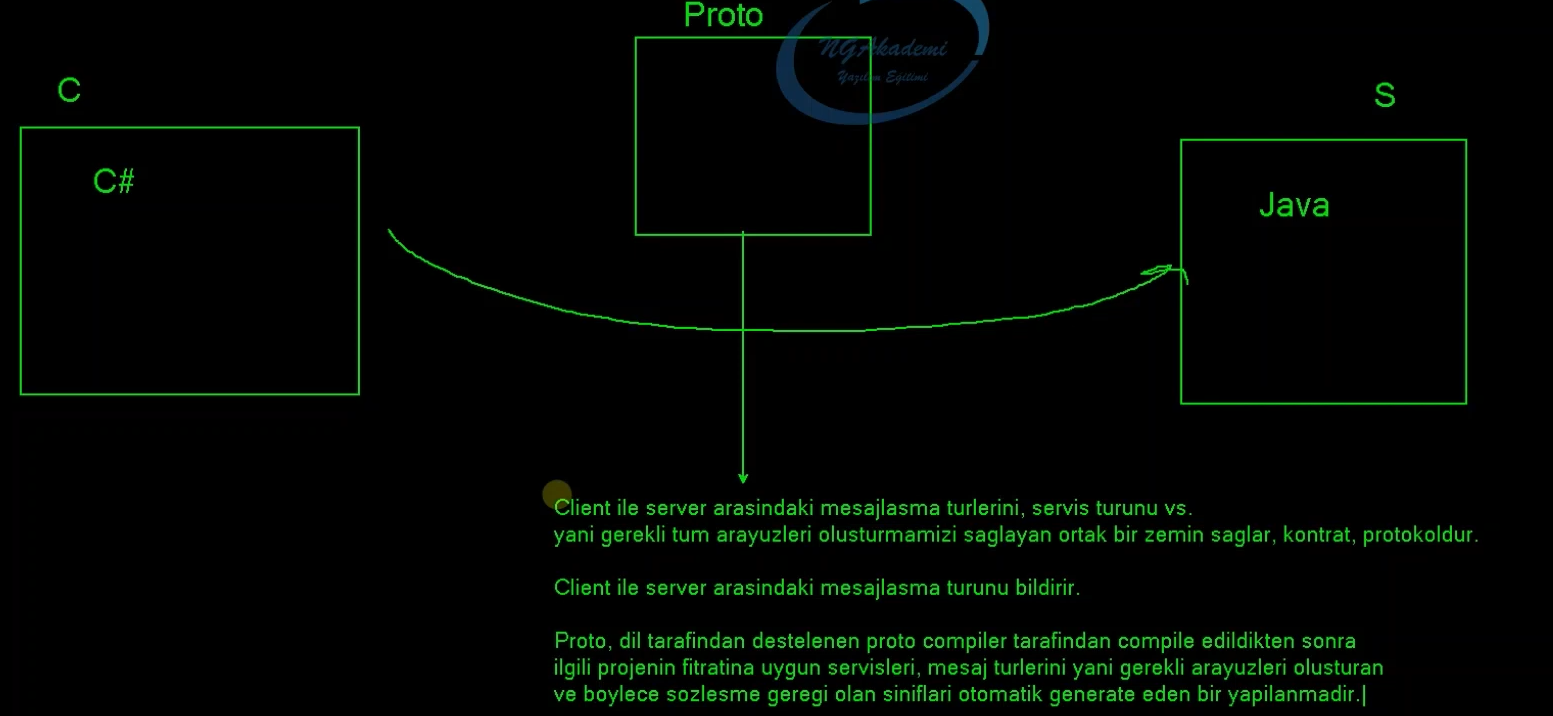 Proto
NGAkademi
Yazılım Eğitimi
C
S
C#
Java
Client ile server arasindaki mesajlasma turlerini, servis turunu vs.
yani gerekli tum arayuzleri olusturmamizi saglayan ortak bir zemin saglar, kontrat, protokoldur.
Client ile server arasindaki mesajlasma turunu bildirir.
Proto, dil tarafindan destelenen proto compiler tarafindan compile edildikten sonra
ilgili projenin fitratina uygun servisleri, mesaj turlerini yani gerekli arayuzleri olusturan
ve boylece sozlesme geregi olan siniflari otomatik generate eden bir yapilanmadir.